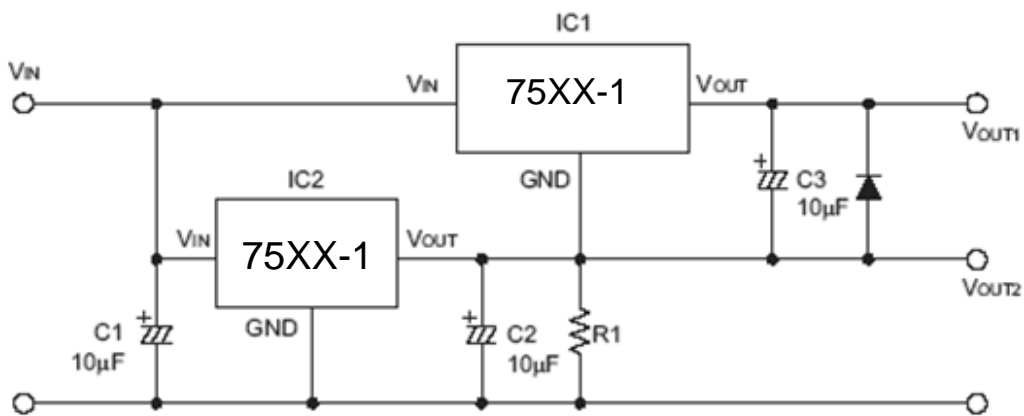 IC1
VIN
VIN
75XX-1
VOUT
VOUT1
GND
C3
10μF
IC2
VIN
75XX-1
VOUT
VOUT2
GND
C1
10μF
C2
10μF
R1